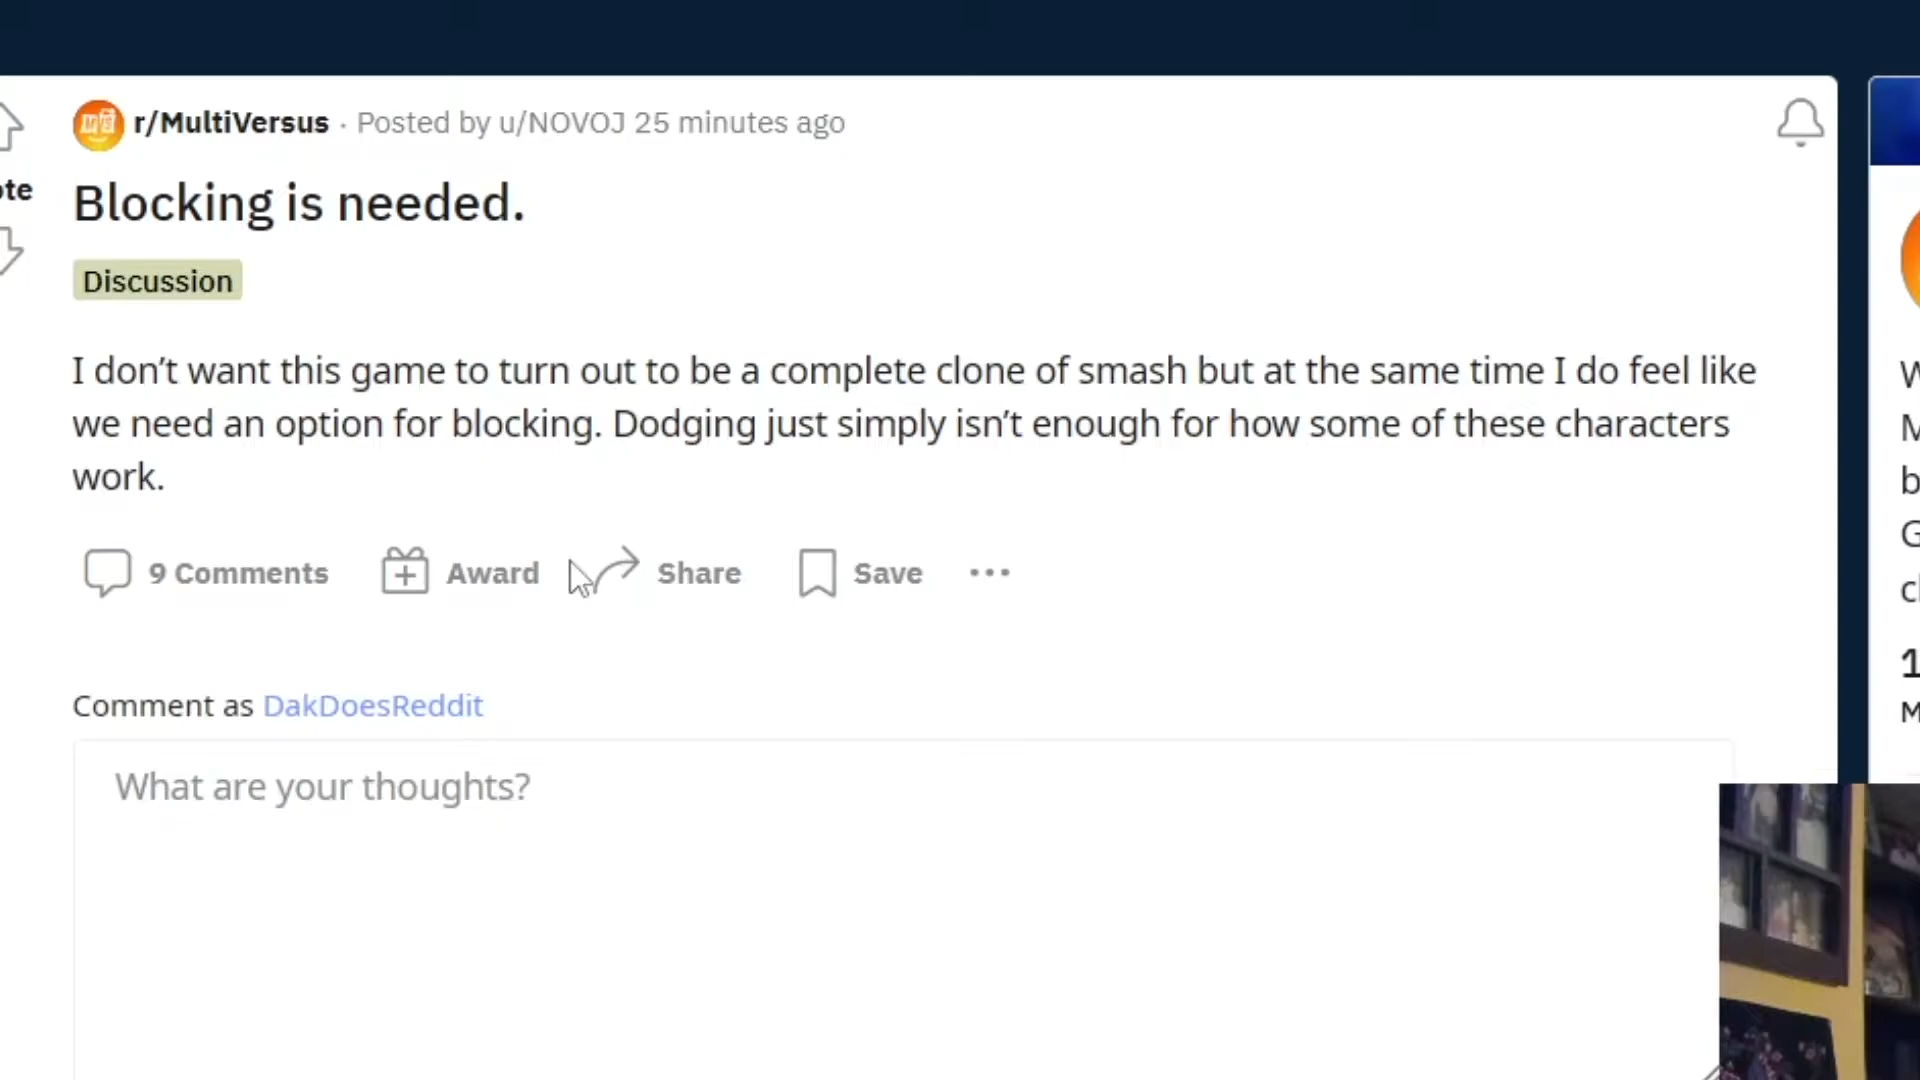 r/MultiVersus · Posted by u/NOVOJ 25 minutes ago
ote
Blocking is needed.
Discussion
I don’t want this game to turn out to be a complete clone of smash but at the same time I do feel like
we need an option for blocking. Dodging just simply isn’t enough for how some of these characters
work.
9 Comments Award Share Save
Comment as DakDoesReddit
What are your thoughts?